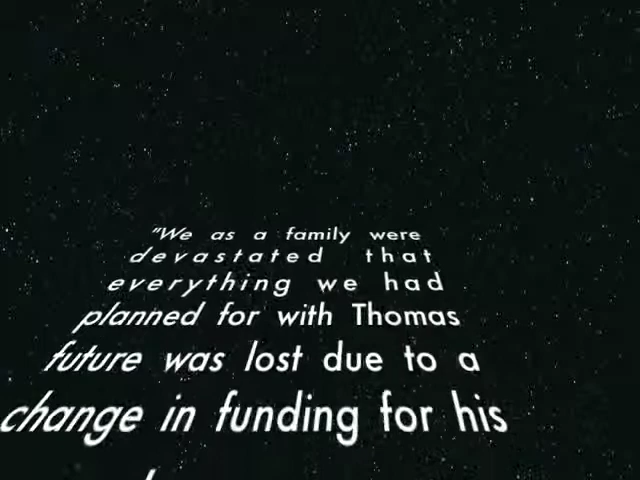 "We as a family were
devastated that
everything we had
planned for with Thomas
future was lost due to a
change in funding for his